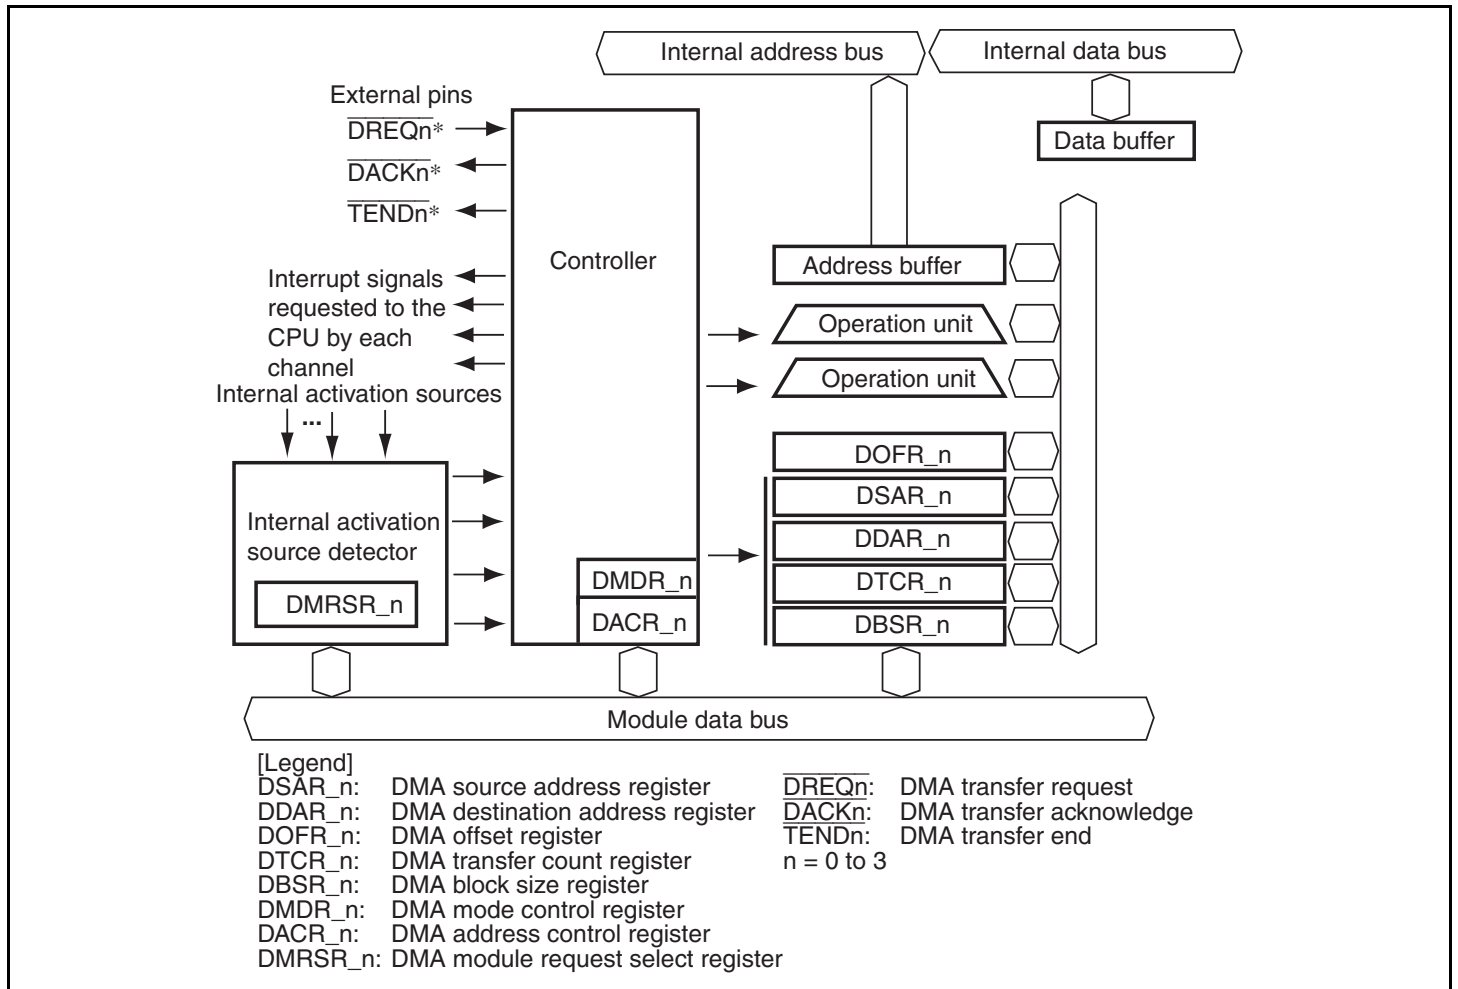 Internal address bus
Internal data bus
External pins
DREQn*
DACKn*
TENDn*
Data buffer
Controller
Address buffer
Interrupt signals
requested to the
CPU by each
channel
Operation unit
Operation unit
Internal activation sources
...
Internal activation
source detector
DMRSR_n
DMDR_n
DACR_n
DOFR_n
DSAR_n
DDAR_n
DTCR_n
DBSR_n
Module data bus
[Legend]
DSAR_n: DMA source address register
DDAR_n: DMA destination address register
DOFR_n: DMA offset register
DTCR_n: DMA transfer count register
DBSR_n: DMA block size register
DMDR_n: DMA mode control register
DACR_n: DMA address control register
DMRSR_n: DMA module request select register
DREQn: DMA transfer request
DACKn: DMA transfer acknowledge
TENDn: DMA transfer end
n = 0 to 3